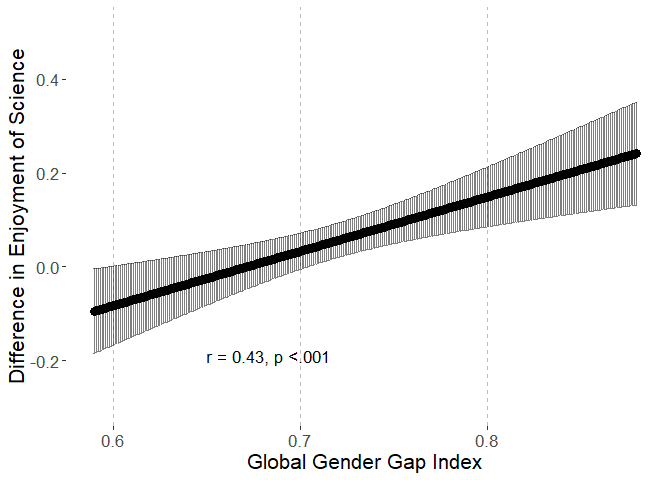 Difference in Enjoyment of Science
0.4
0.2
0.0
-0.2
r = 0.43, p <.001
0.6 0.7 0.8
Global Gender Gap Index